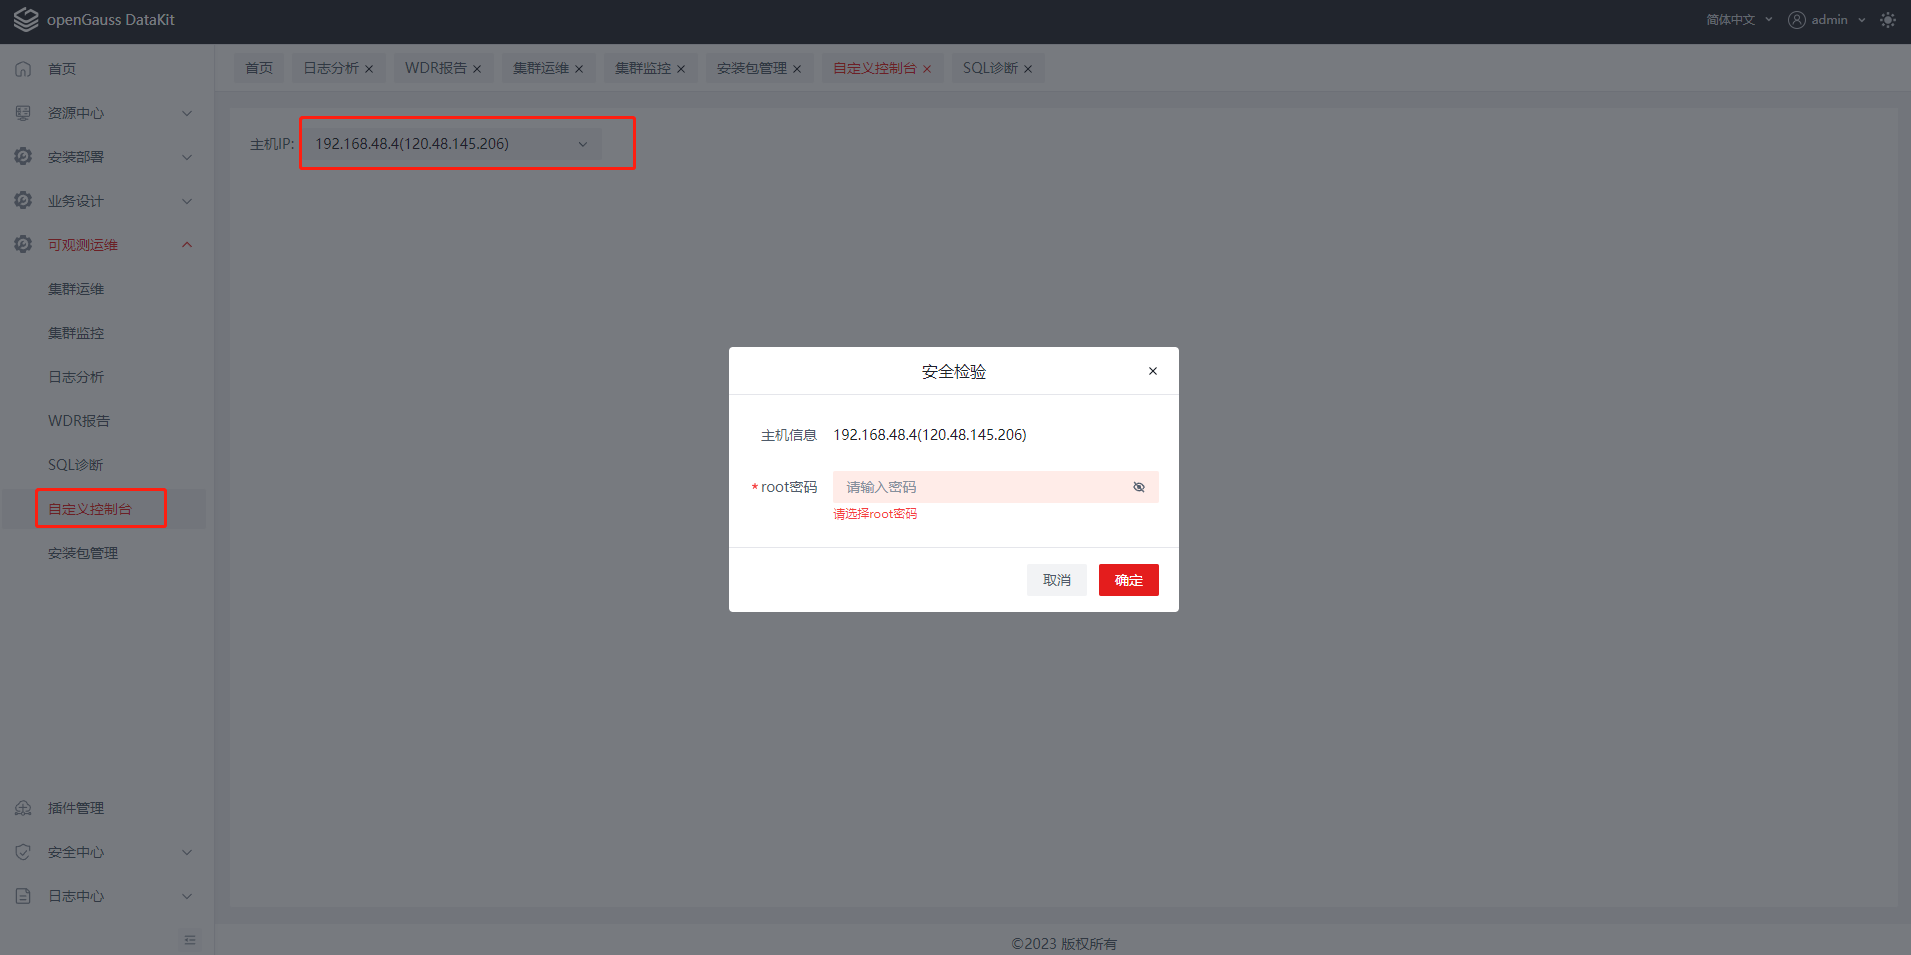 openGauss DataKit
简体中文
admin
首页
资源中心
安装部署
业务设计
可观测运维
集群运维
集群监控
日志分析
WDR报告
SQL诊断
自定义控制台
安装包管理
插件管理
安全中心
日志中心
首页 日志分析 WDR报告 集群运维 集群监控 安装包管理 自定义控制台 SQL诊断
主机IP: 192.168.48.4(120.48.145.206)
安全检验
主机信息 192.168.48.4(120.48.145.206)
*root密码 请输入密码
请选择root密码
取消 确定
©2023 版权所有